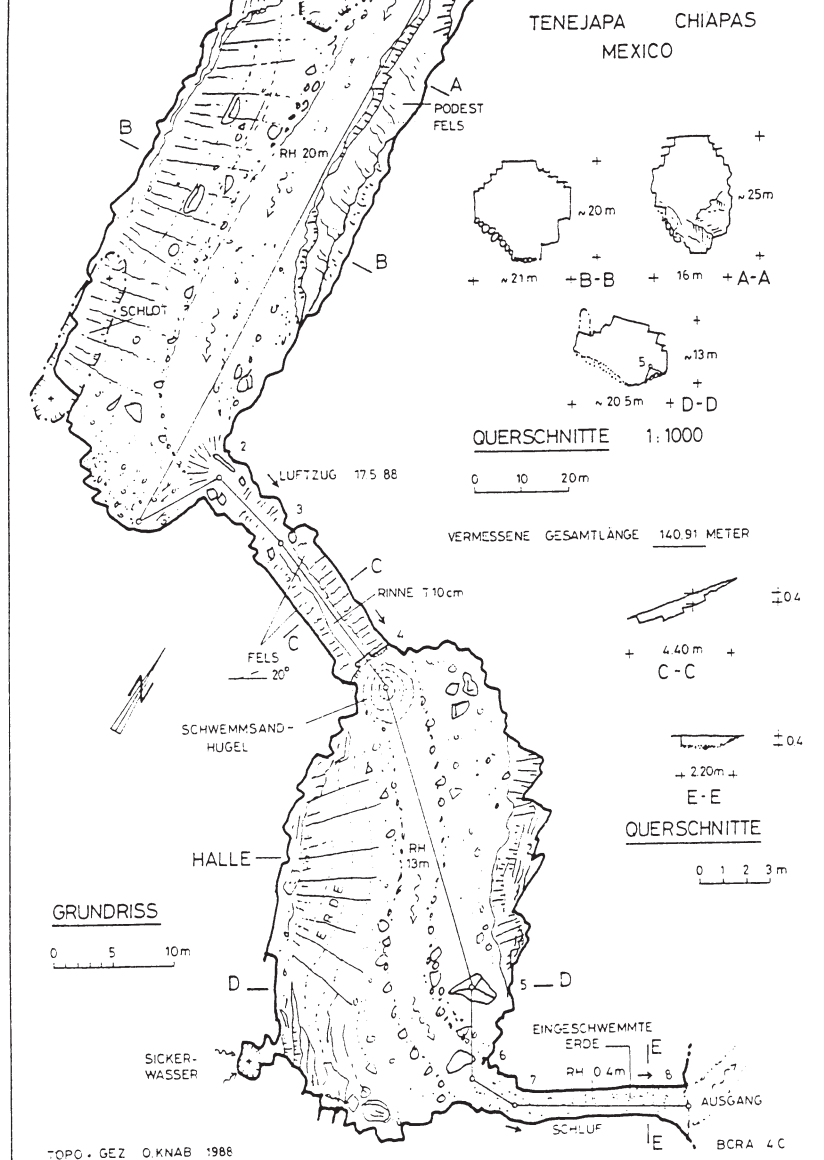 TENEJAPA CHIAPAS
MEXICO
A
PODEST
FELS
B
RH 20m
B
SCHLOT
~20m
~21m
B-B
~25m
16m
A-A
5
~13m
~20.5m
D-D
QUERSCHNITTE 1:1000
0 10 20m
2
LUFTZUG 17.5.88
3
VERMESSENE GESAMTLÄNGE 140.91 METER
C
RINNE T10cm
4
C
FELS
20°
0.4
4.40m
C-C
SCHWEMMSAND-
HÜGEL
0.4
2.20m
E-E
QUERSCHNITTE
0 1 2 3m
HALLE
RH
13m
ERDE
GRUNDRISS
0 5 10m
D
5
D
EINGESCHWEMMTE
ERDE
E
SICKER-
WASSER
6
7
RH 0.4m
8
AUSGANG
SCHLUF
E
TOPO + GEZ O.KNAB 1988
BCRA 4C